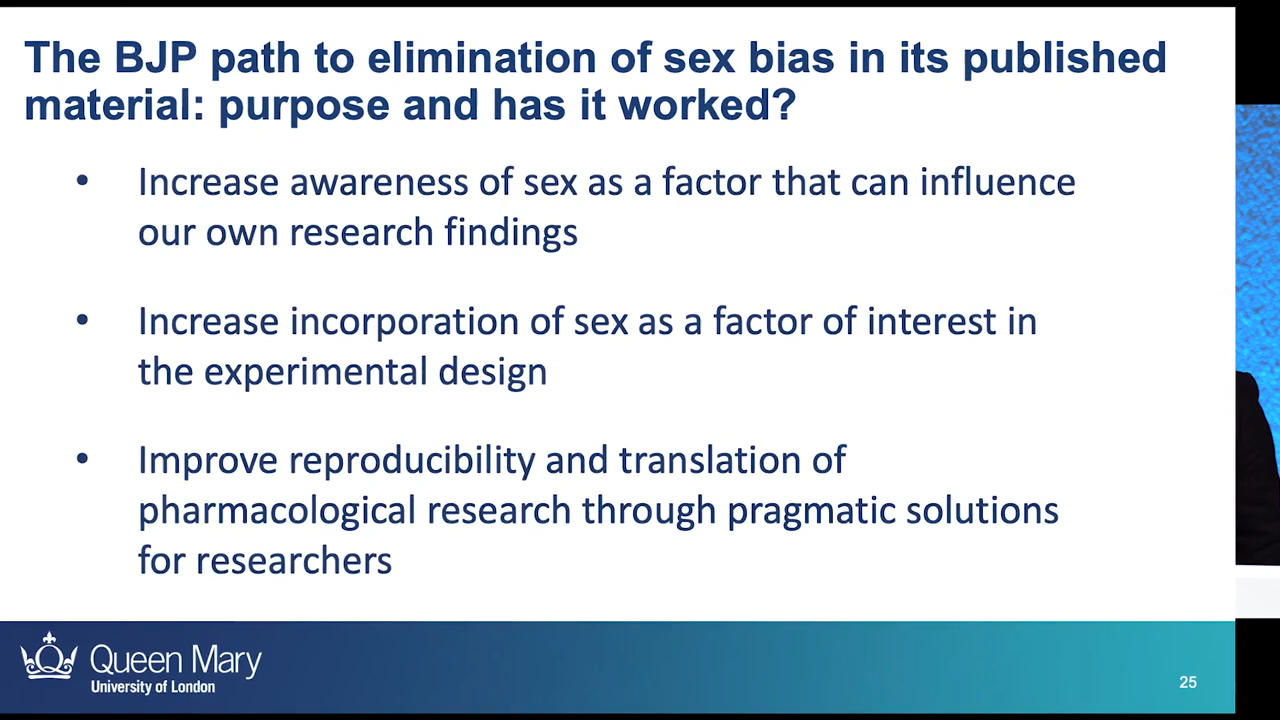 The BJP path to elimination of sex bias in its published
material: purpose and has it worked?
• Increase awareness of sex as a factor that can influence
our own research findings
• Increase incorporation of sex as a factor of interest in
the experimental design
• Improve reproducibility and translation of
pharmacological research through pragmatic solutions
for researchers
Queen Mary
University of London
25